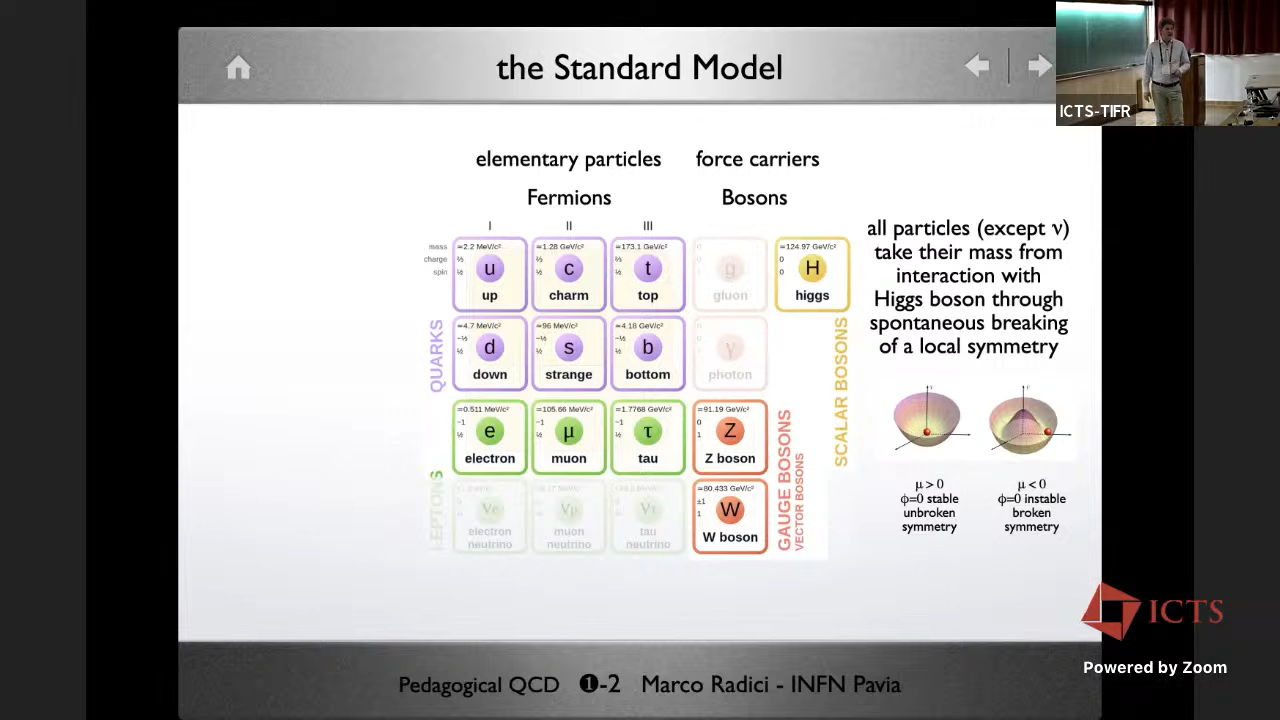 the Standard Model
ICTS-TIFR
elementary particles
force carriers
Fermions
Bosons
I
II
III
mass
charge
spin
≃2.2 MeV/c²
⅔
½
u
up
≃1.28 GeV/c²
⅔
½
c
charm
≃173.1 GeV/c²
⅔
½
t
top
0
g
gluon
≃124.97 GeV/c²
0
0
H
higgs
QUARKS
≃4.7 MeV/c²
−⅓
½
d
down
≃96 MeV/c²
−⅓
½
s
strange
≃4.18 GeV/c²
−⅓
½
b
bottom
γ
photon
SCALAR BOSONS
LEPTONS
≃0.511 MeV/c²
−1
½
e
electron
≃105.66 MeV/c²
−1
½
μ
muon
≃1.7768 GeV/c²
−1
½
τ
tau
≃91.19 GeV/c²
0
1
Z
Z boson
GAUGE BOSONS
VECTOR BOSONS
νe
electron
neutrino
νμ
muon
neutrino
ντ
tau
neutrino
≃80.433 GeV/c²
±1
1
W
W boson
all particles (except ν)
take their mass from
interaction with
Higgs boson through
spontaneous breaking
of a local symmetry
μ > 0
ϕ=0 stable
unbroken
symmetry
μ < 0
ϕ=0 instable
broken
symmetry
ICTS
Powered by Zoom
Pedagogical QCD ❶-2 Marco Radici - INFN Pavia